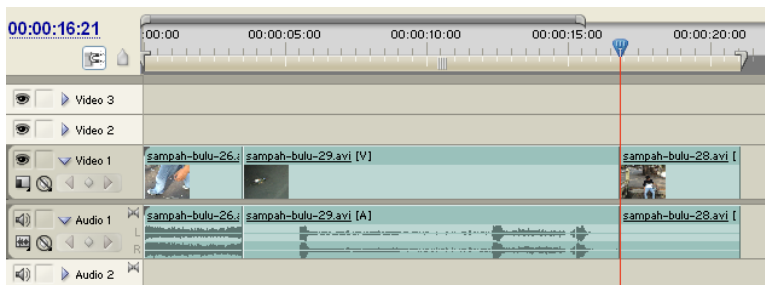 00:00:16:21
:00:00 00:00:05:00 00:00:10:00 00:00:15:00 00:00:20:00
Video 3
Video 2
Video 1
sampah-bulu-26.a sampah-bulu-29.avi [V] sampah-bulu-28.avi [
Audio 1
sampah-bulu-26.a sampah-bulu-29.avi [A] sampah-bulu-28.avi [
L
R
Audio 2